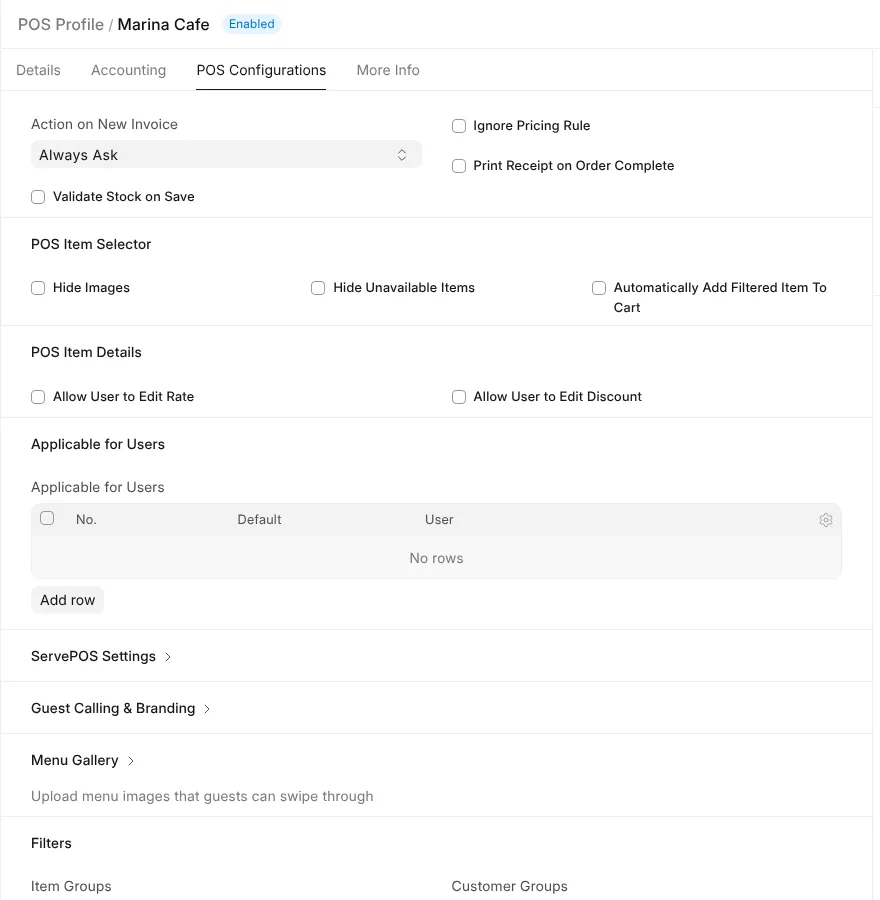 POS Profile / Marina Cafe Enabled
Details Accounting POS Configurations More Info
Action on New Invoice
Always Ask
Validate Stock on Save
Ignore Pricing Rule
Print Receipt on Order Complete
POS Item Selector
Hide Images
Hide Unavailable Items
Automatically Add Filtered Item To
Cart
POS Item Details
Allow User to Edit Rate
Allow User to Edit Discount
Applicable for Users
Applicable for Users
No. Default User
No rows
Add row
ServePOS Settings
Guest Calling & Branding
Menu Gallery
Upload menu images that guests can swipe through
Filters
Item Groups
Customer Groups